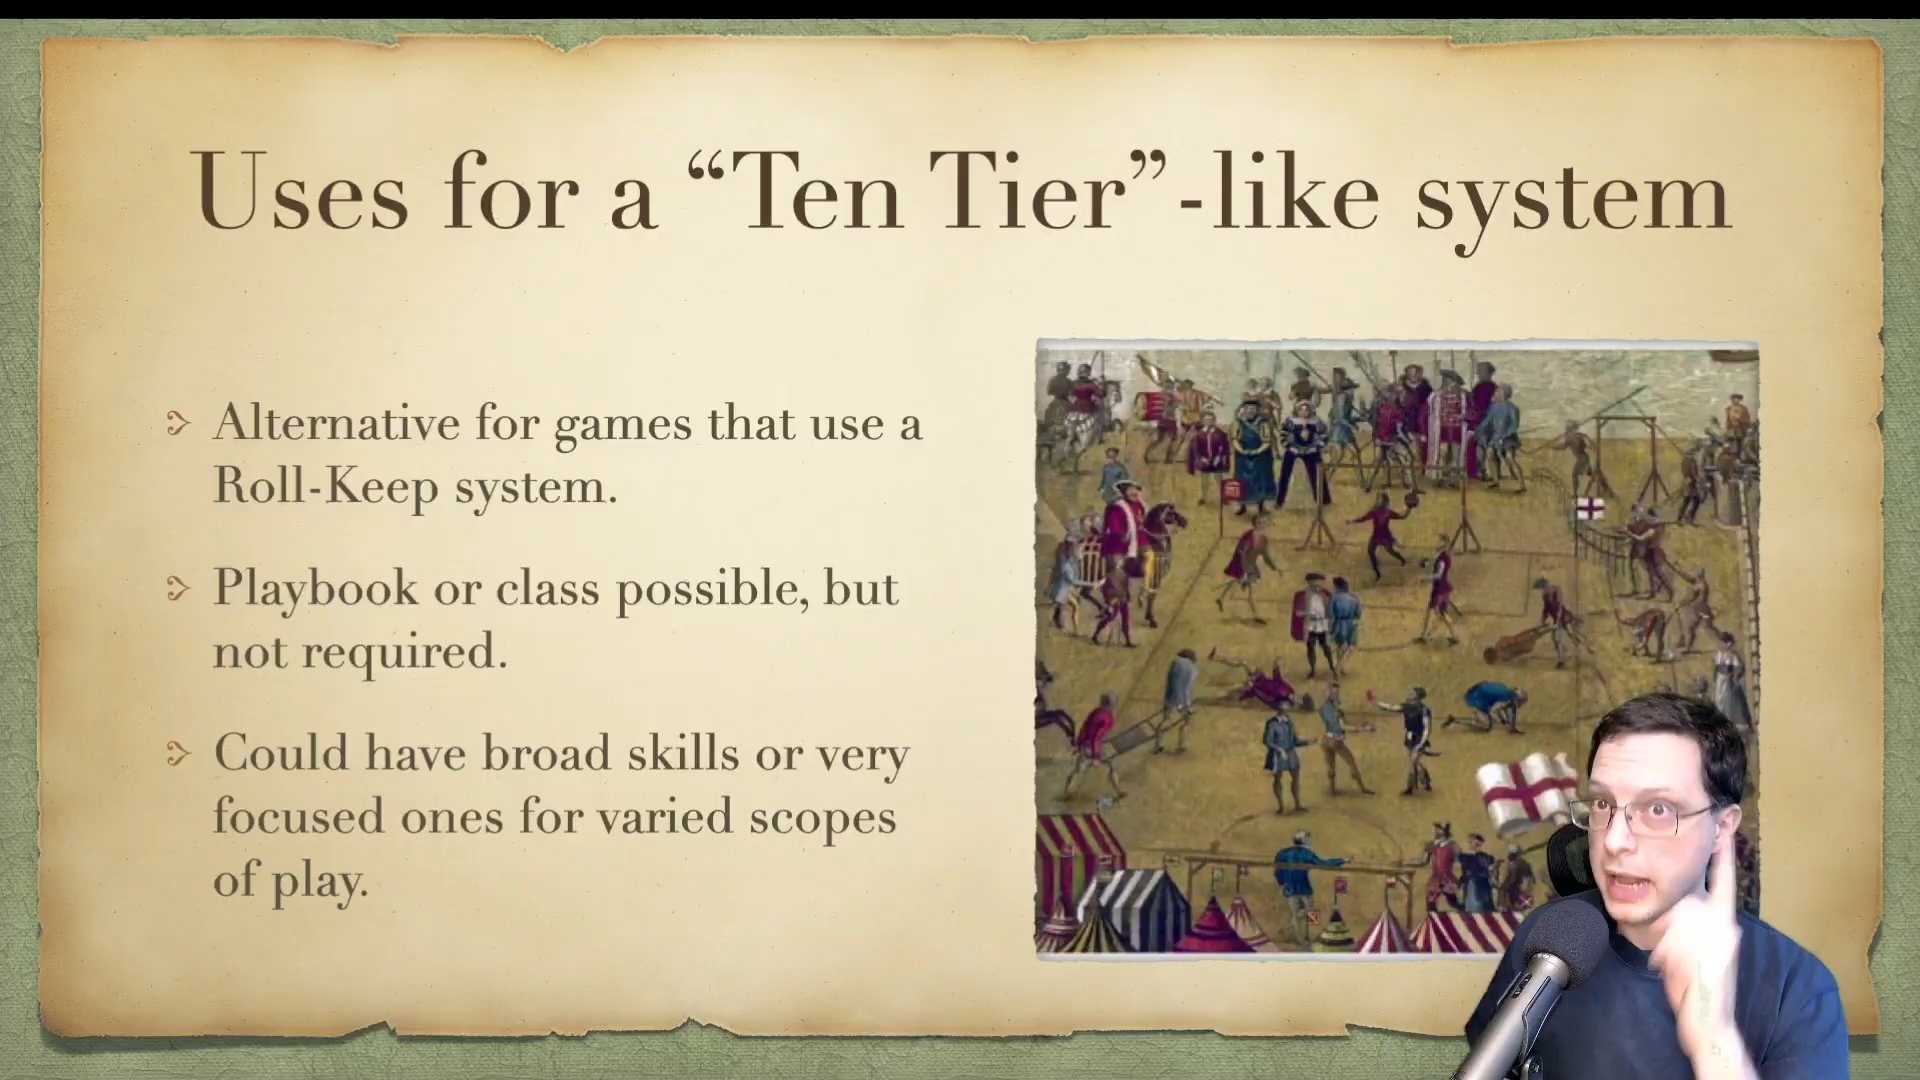 Uses for a “Ten Tier”-like system
Alternative for games that use a
Roll-Keep system.
Playbook or class possible, but
not required.
Could have broad skills or very
focused ones for varied scopes
of play.